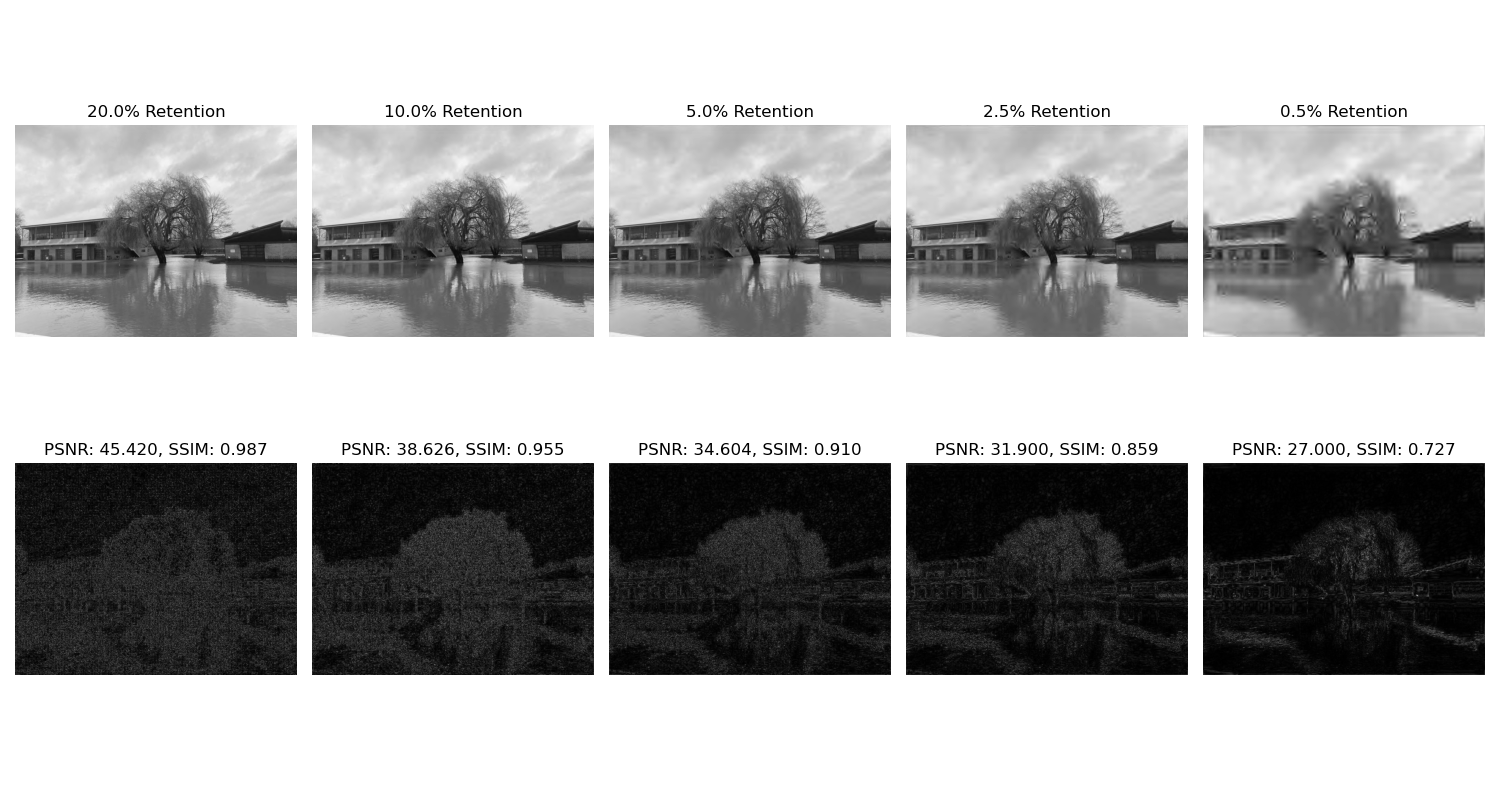 20.0% Retention
10.0% Retention
5.0% Retention
2.5% Retention
0.5% Retention
PSNR: 45.420, SSIM: 0.987
PSNR: 38.626, SSIM: 0.955
PSNR: 34.604, SSIM: 0.910
PSNR: 31.900, SSIM: 0.859
PSNR: 27.000, SSIM: 0.727